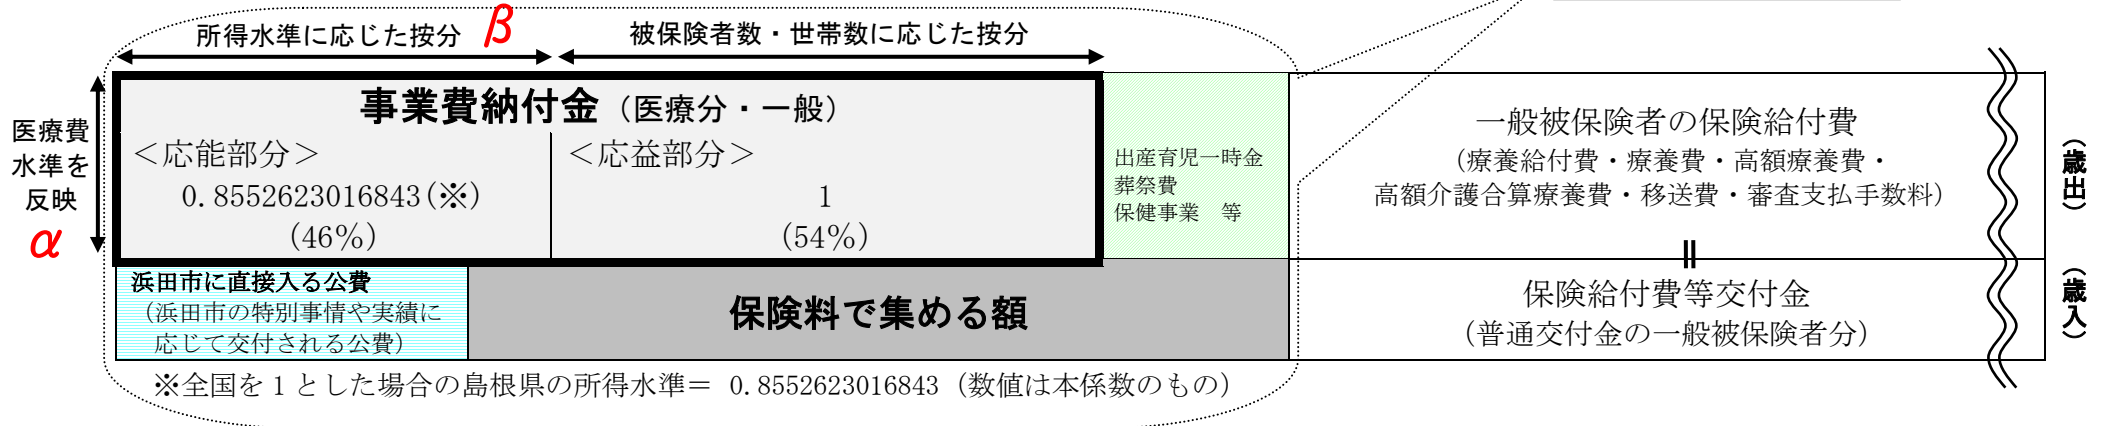 所得水準に応じた按分 β
被保険者数・世帯数に応じた按分
医療費
水準を
反映
α
事業費納付金（医療分・一般）
＜応能部分＞
0.8552623016843(※)
(46%)
＜応益部分＞
1
(54%)
出産育児一時金
葬祭費
保健事業　等
一般被保険者の保険給付費
（療養給付費・療養費・高額療養費・
高額介護合算療養費・移送費・審査支払手数料）
（歳出）
浜田市に直接入る公費
（浜田市の特別事情や実績に
応じて交付される公費）
保険料で集める額
＝
保険給付費等交付金
（普通交付金の一般被保険者分）
（歳入）
※全国を１とした場合の島根県の所得水準＝ 0.8552623016843（数値は本係数のもの）